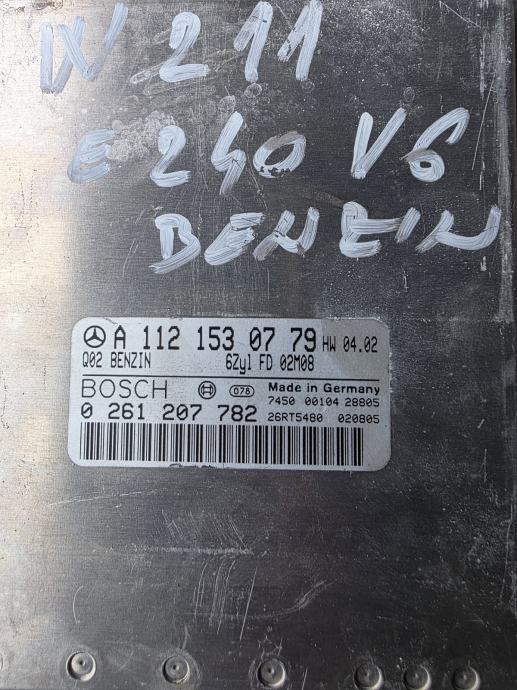 W 211
E 240 V6
BENZIN
A 112 153 07 79 HW 04.02
Q02 BENZIN 6Zyl FD 02M08
BOSCH 078 Made in Germany
7450 00104 28805
0 261 207 782 26RT5480 020805